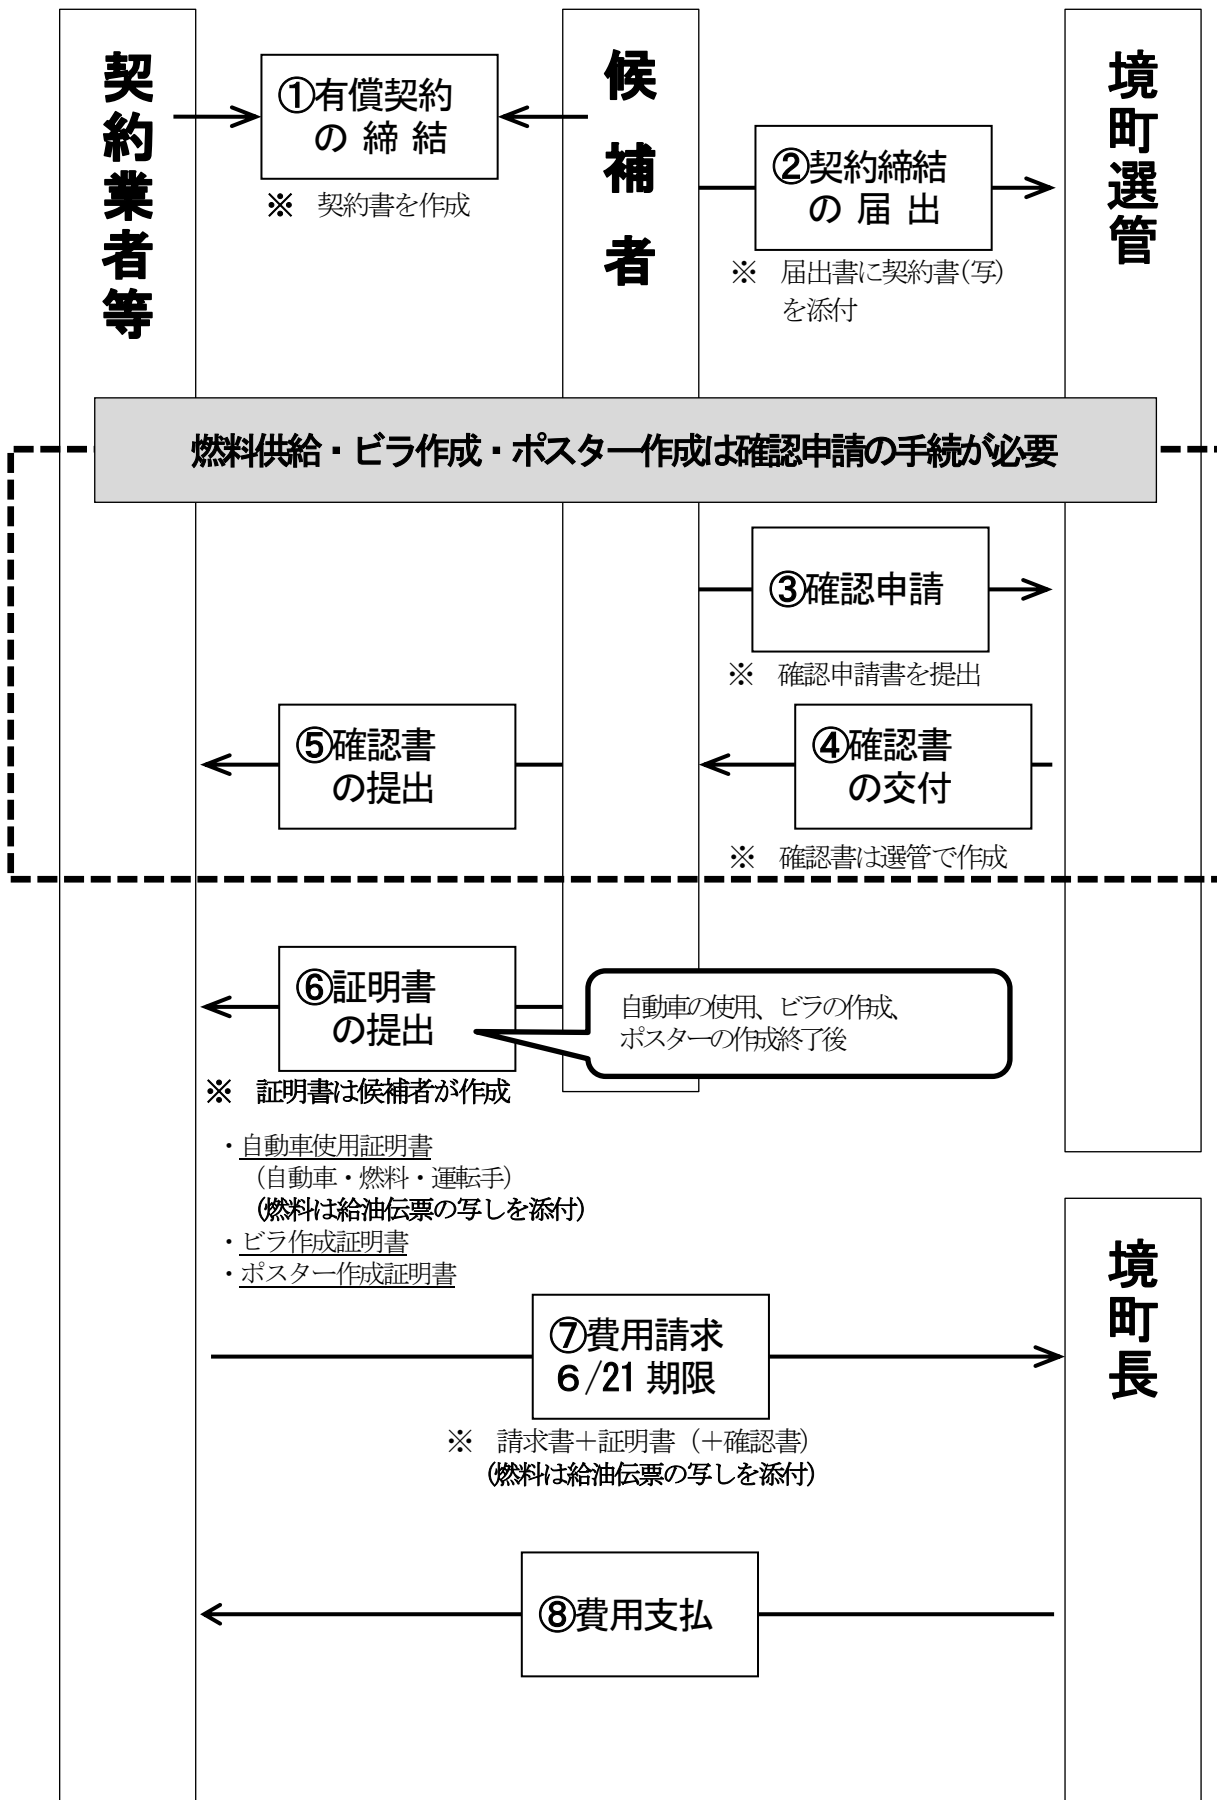 契約業者等
候補者
境町選管
①有償契約
の 締 結
※　契約書を作成
②契約締結
の 届 出
※　届出書に契約書(写)
を添付
燃料供給・ビラ作成・ポスター作成は確認申請の手続が必要
③確認申請
※　確認申請書を提出
④確認書
の交付
※　確認書は選管で作成
⑤確認書
の提出
⑥証明書
の提出
自動車の使用、ビラの作成、
ポスターの作成終了後
※　証明書は候補者が作成
・自動車使用証明書
（自動車・燃料・運転手）
(燃料は給油伝票の写しを添付)
・ビラ作成証明書
・ポスター作成証明書
境町長
⑦費用請求
６/21 期限
※　請求書＋証明書（＋確認書）
(燃料は給油伝票の写しを添付)
⑧費用支払